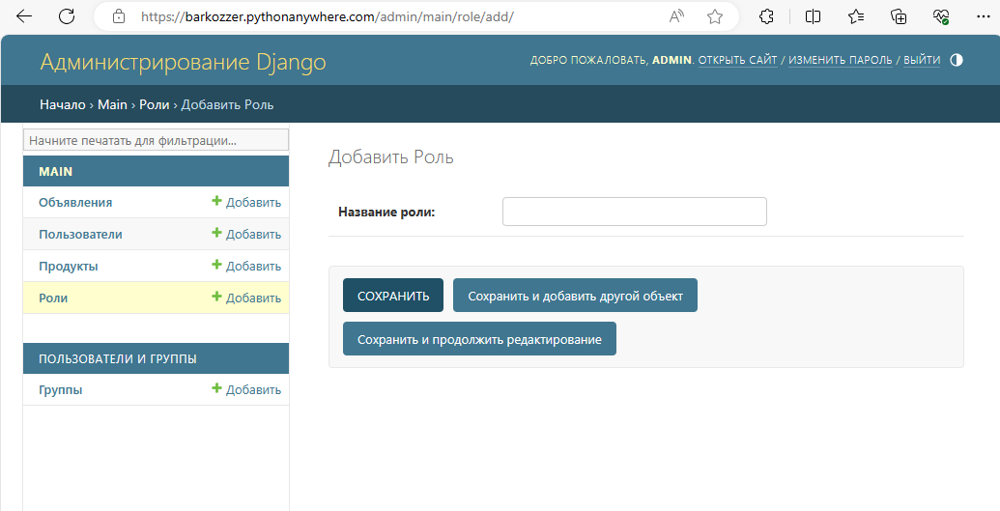 https://barkozzer.pythonanywhere.com/admin/main/role/add/
Администрирование Django
ДОБРО ПОЖАЛОВАТЬ, ADMIN. ОТКРЫТЬ САЙТ / ИЗМЕНИТЬ ПАРОЛЬ / ВЫЙТИ
Начало › Main › Роли › Добавить Роль
Начните печатать для фильтрации...
MAIN
Объявления + Добавить
Пользователи + Добавить
Продукты + Добавить
Роли + Добавить
ПОЛЬЗОВАТЕЛИ И ГРУППЫ
Группы + Добавить
Добавить Роль
Название роли:
СОХРАНИТЬ Сохранить и добавить другой объект
Сохранить и продолжить редактирование